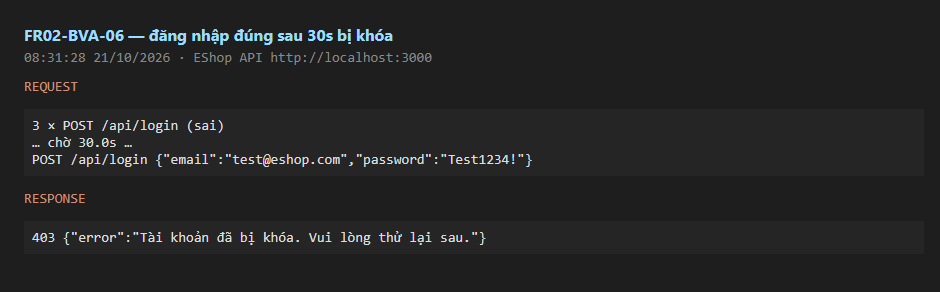 FR02-BVA-06 — đăng nhập đúng sau 30s bị khóa
08:31:28 21/10/2026 · EShop API http://localhost:3000
REQUEST
3 × POST /api/login (sai)
… chờ 30.0s …
POST /api/login {"email":"test@eshop.com","password":"Test1234!"}
RESPONSE
403 {"error":"Tài khoản đã bị khóa. Vui lòng thử lại sau."}